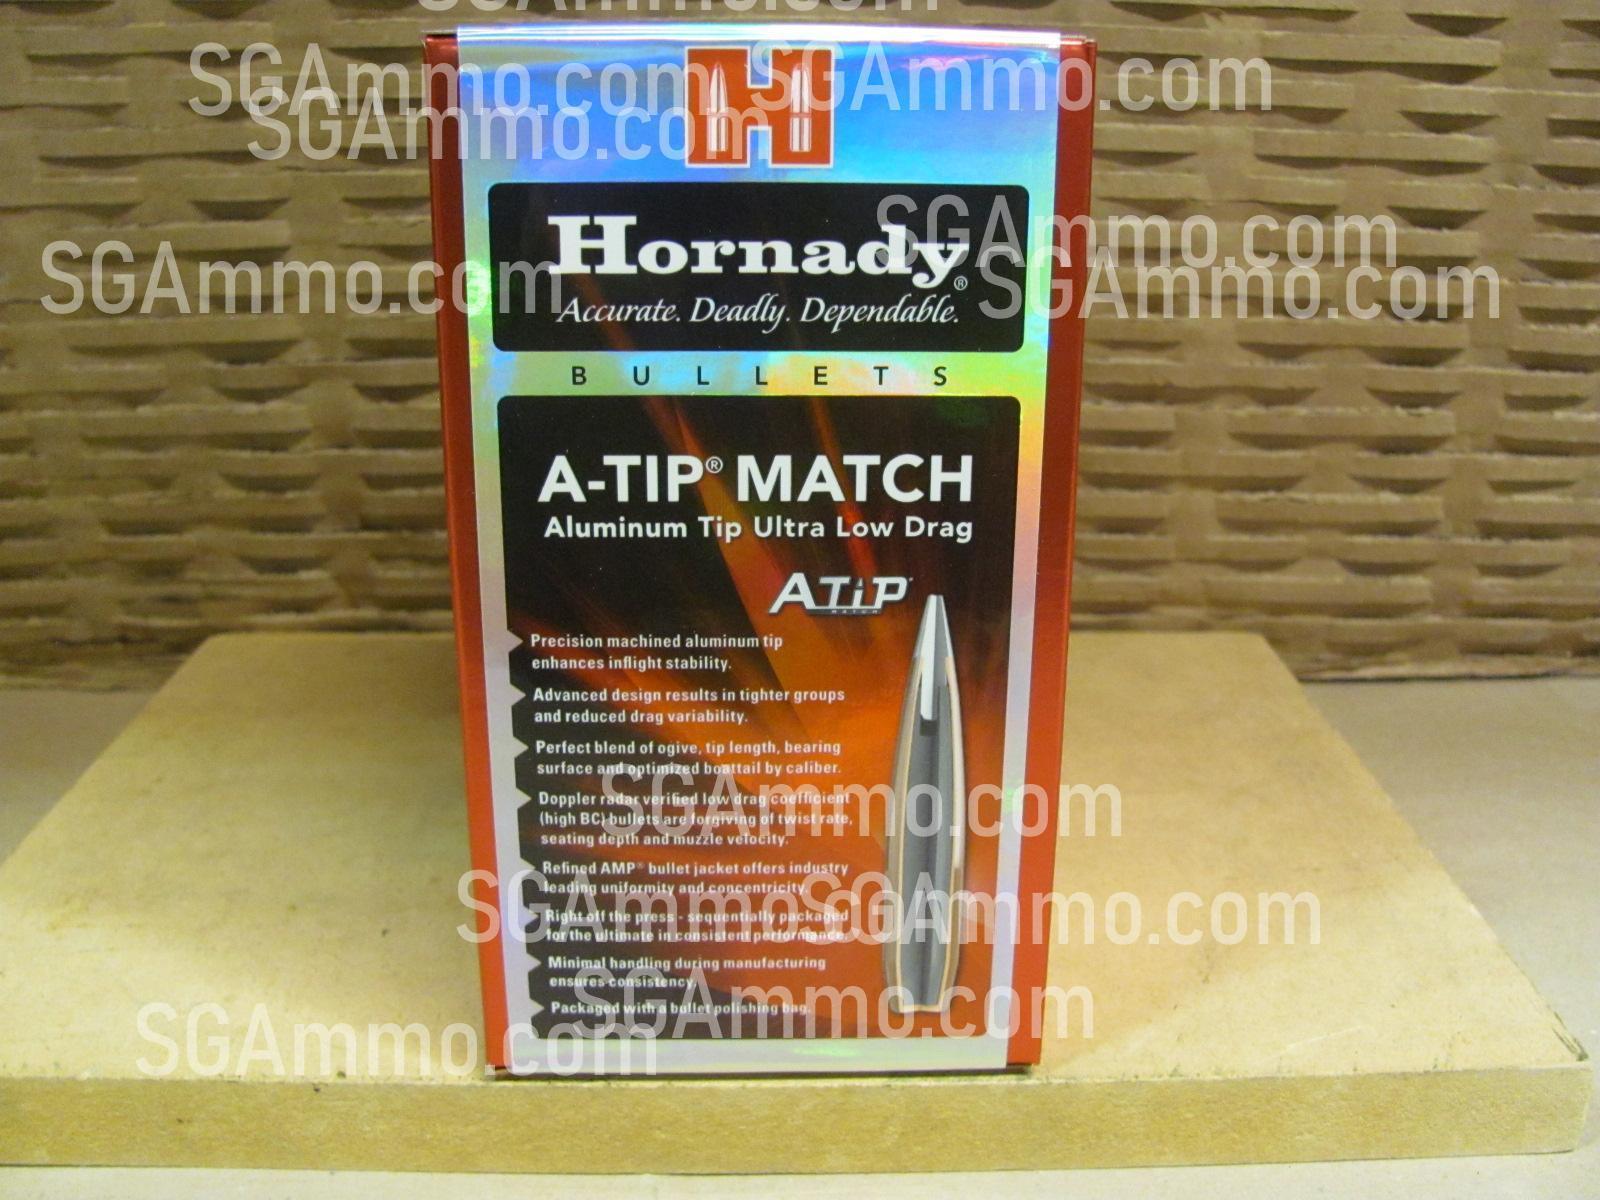 SGAmmo.com
SGAmmo.com
SGAmmo.com
SGAmmo.com
H
Hornady®
Accurate. Deadly. Dependable.
SGAmmo.com
SGAmmo.com
SGAmmo.com
BULLETS
A-TIP® MATCH
Aluminum Tip Ultra Low Drag
ATIP
MATCH
Precision machined aluminum tip
enhances inflight stability.
Advanced design results in tighter groups
and reduced drag variability.
Perfect blend of ogive, tip length, bearing
surface and optimized boattail by caliber.
Doppler radar verified low drag coefficient
(high BC) bullets are forgiving of twist rate,
seating depth and muzzle velocity.
SGAmmo.com
Refined AMP® bullet jacket offers industry
leading uniformity and concentricity.
Right off the press - sequentially packaged
for the ultimate in consistent performance.
SGAmmo.com
SGAmmo.com
Minimal handling during manufacturing
ensures consistency.
Packaged with a bullet polishing bag.
SGAmmo.com
SGAmmo.com